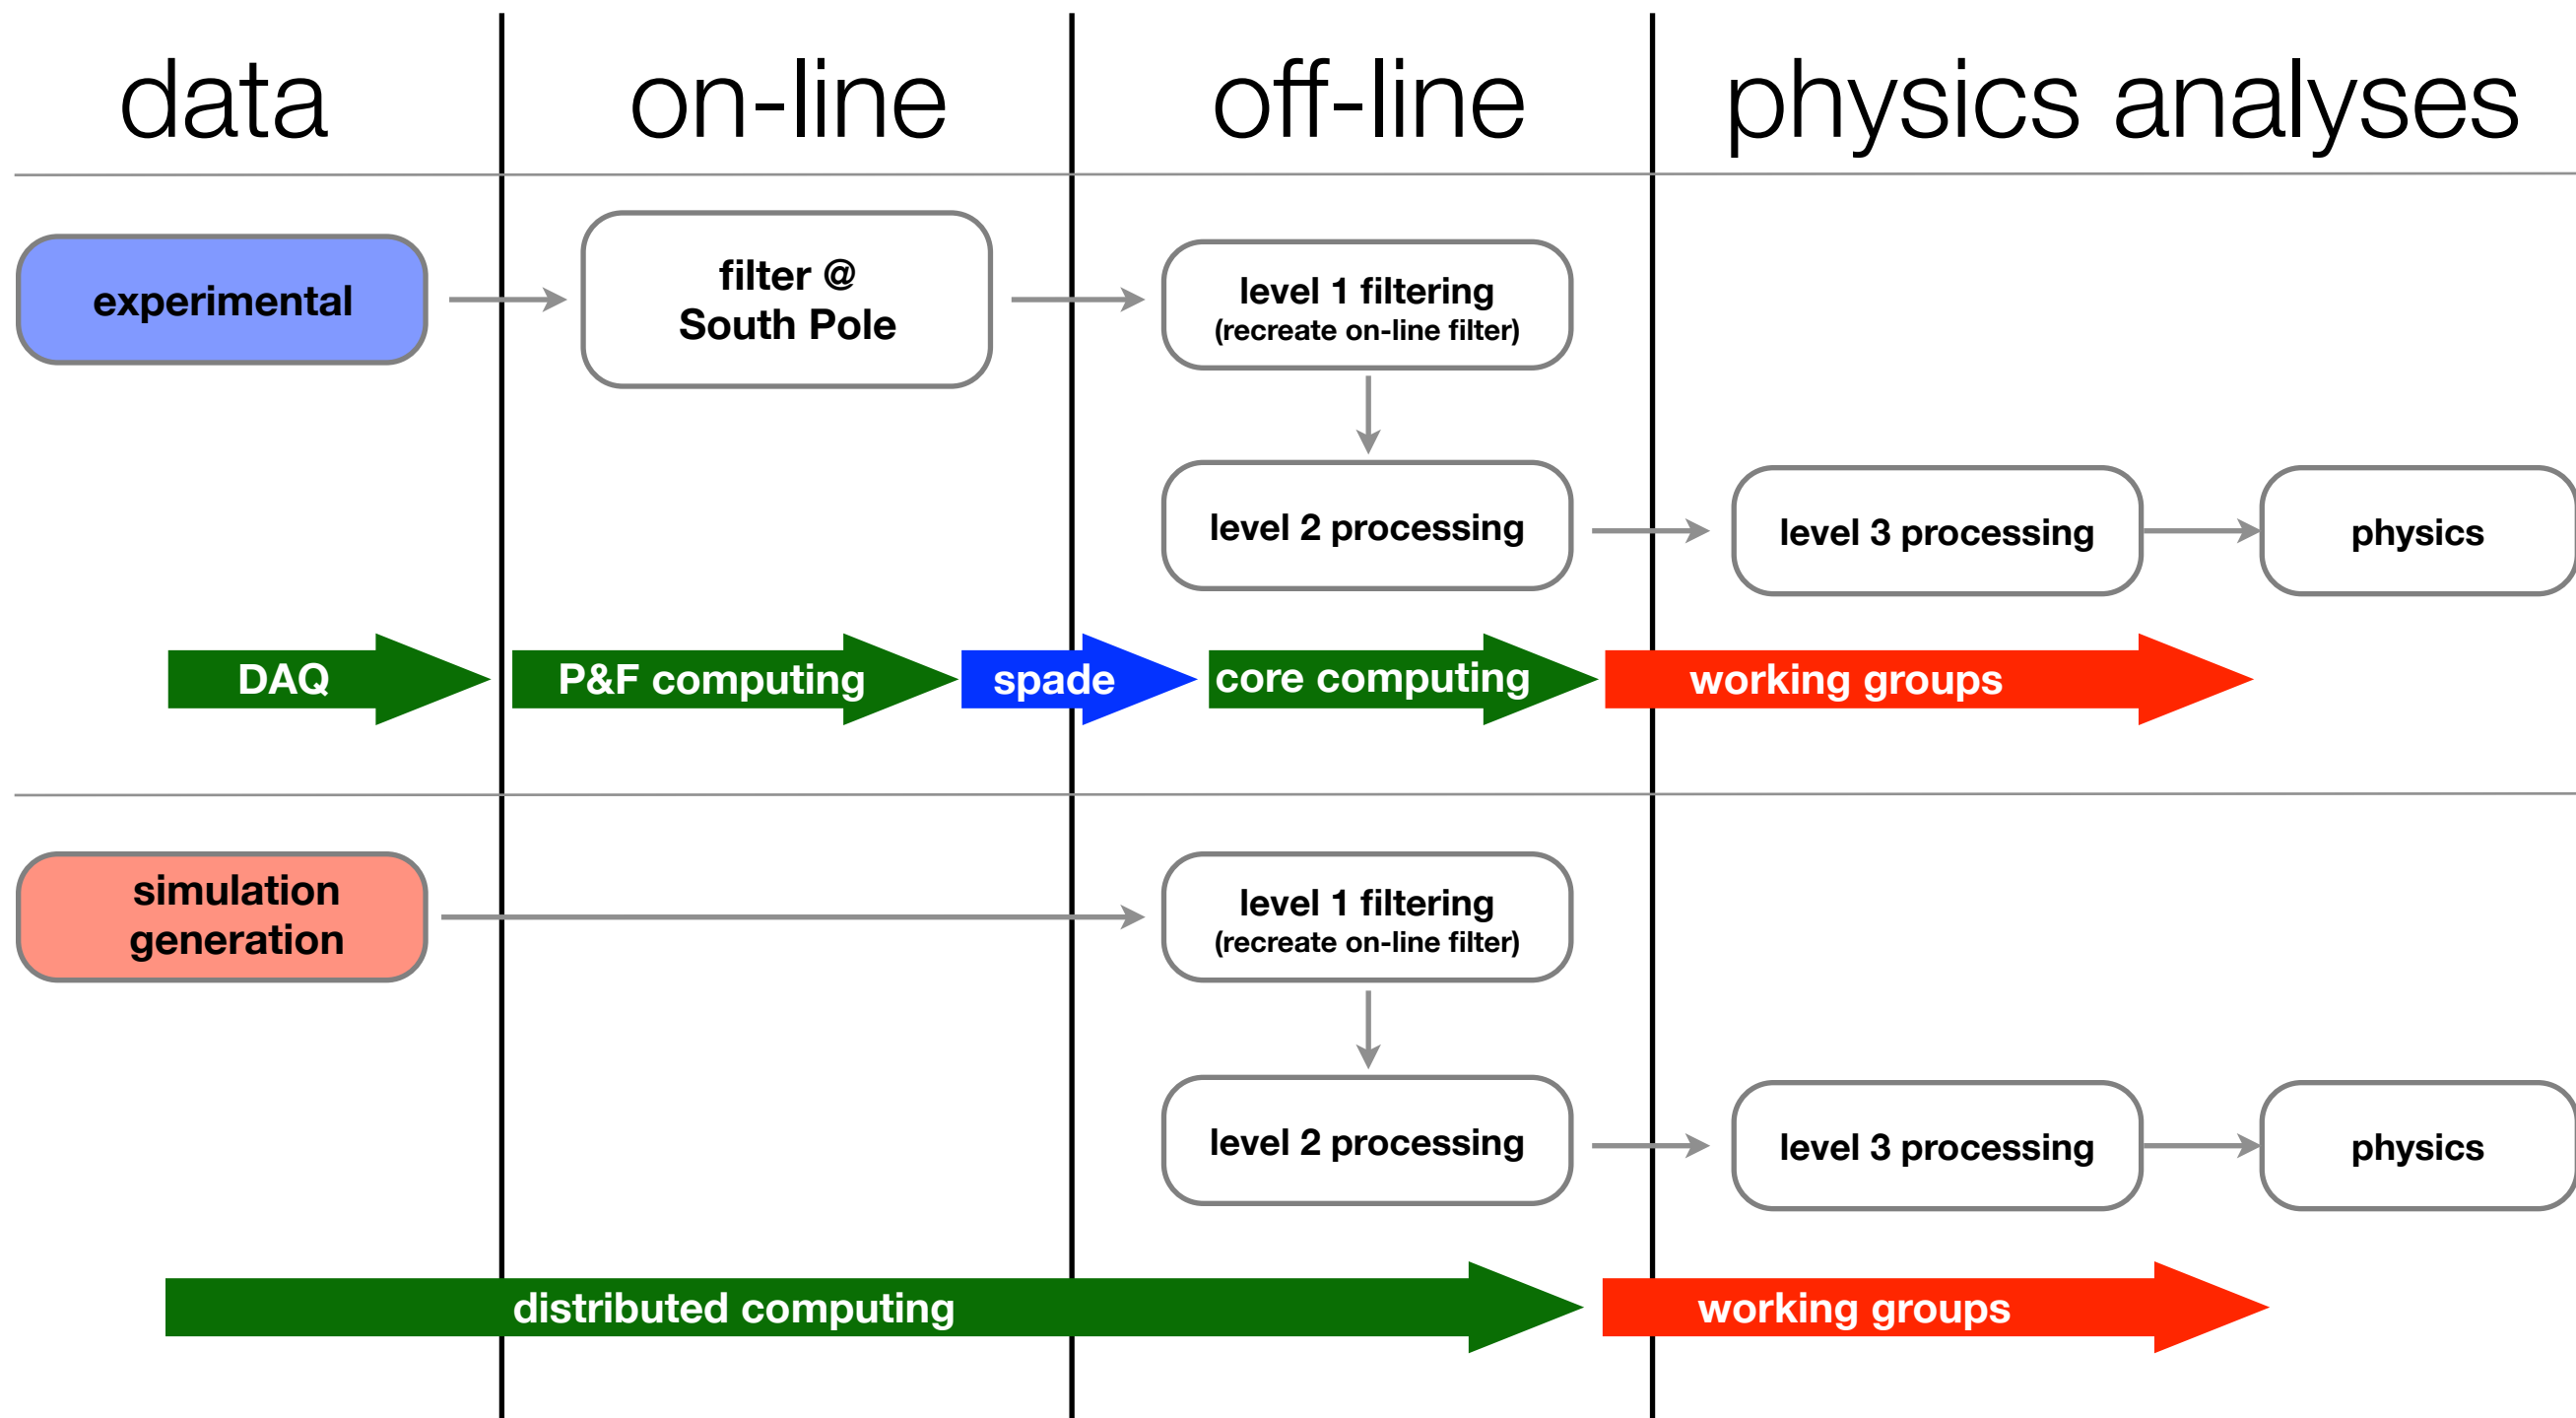 data
on-line
off-line
physics analyses
experimental
filter @
South Pole
level 1 filtering
(recreate on-line filter)
level 2 processing
level 3 processing
physics
DAQ
P&F computing
spade
core computing
working groups
simulation
generation
level 1 filtering
(recreate on-line filter)
level 2 processing
level 3 processing
physics
distributed computing
working groups